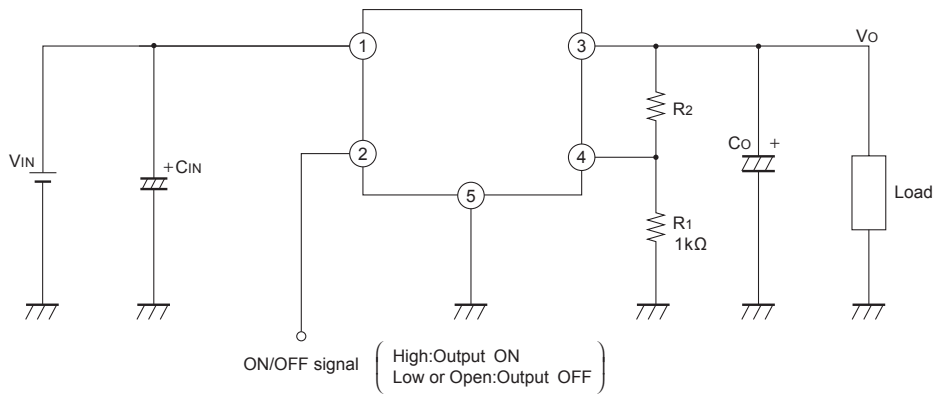 1
3
VO
R2
2
4
CO +
VIN
+CIN
5
R1
1kΩ
Load
ON/OFF signal
High:Output ON
Low or Open:Output OFF